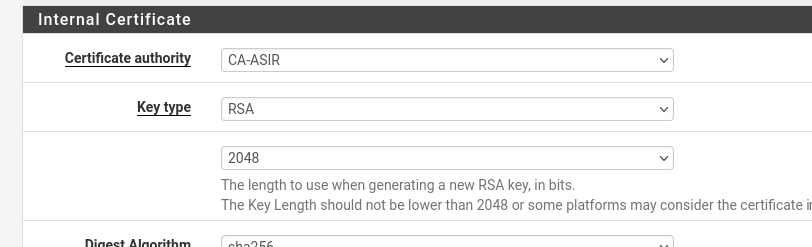 Internal Certificate
Certificate authority CA-ASIR
Key type RSA
2048
The length to use when generating a new RSA key, in bits.
The Key Length should not be lower than 2048 or some platforms may consider the certificate
Digest Algorithm sha256